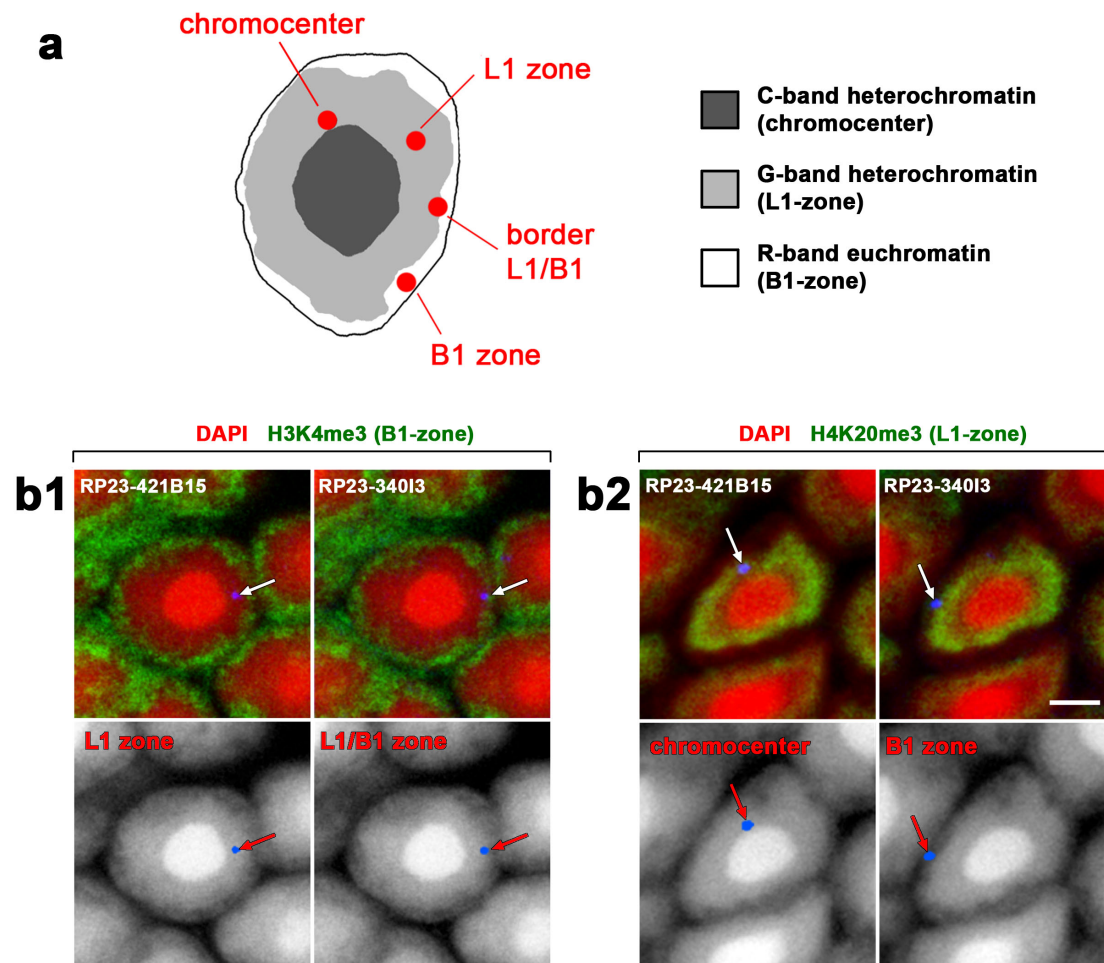 a
chromocenter
L1 zone
border
L1/B1
B1 zone
C-band heterochromatin
(chromocenter)
G-band heterochromatin
(L1-zone)
R-band euchromatin
(B1-zone)
DAPI H3K4me3 (B1-zone)
b1
RP23-421B15
RP23-340I3
L1 zone
L1/B1 zone
DAPI H4K20me3 (L1-zone)
b2
RP23-421B15
RP23-340I3
chromocenter
B1 zone